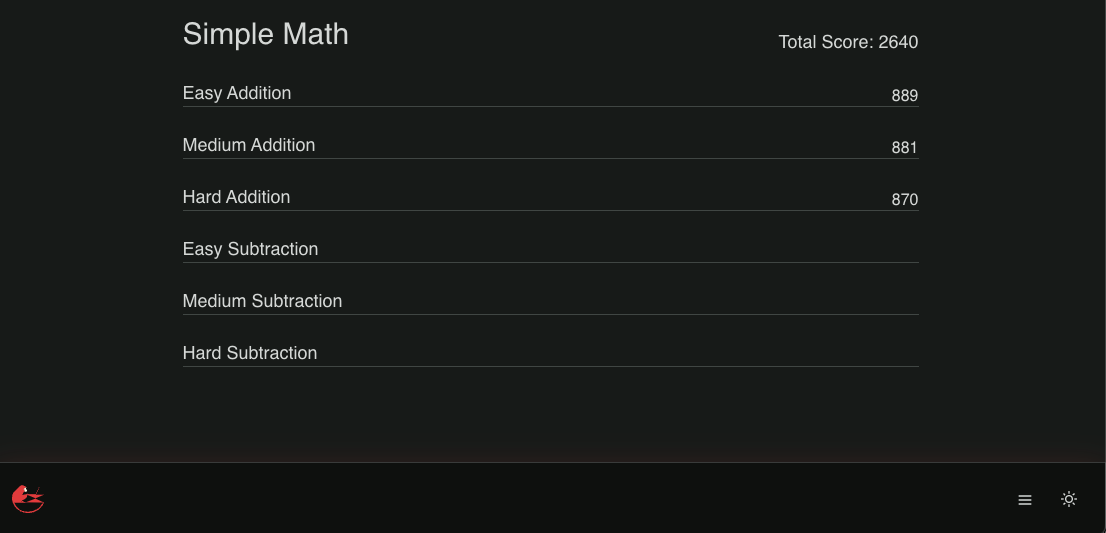 Simple Math
Total Score: 2640
Easy Addition 889
Medium Addition 881
Hard Addition 870
Easy Subtraction
Medium Subtraction
Hard Subtraction